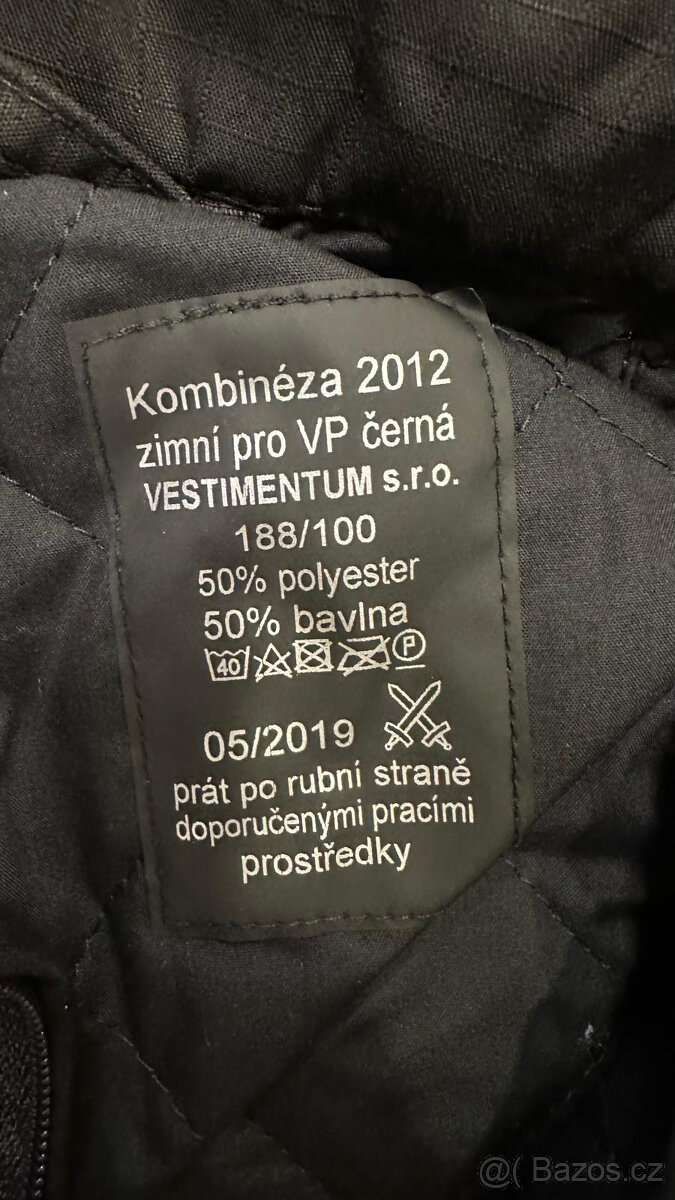 Kombinéza 2012
zimní pro VP černá
VESTIMENTUM s.r.o.
188/100
50% polyester
50% bavlna
40 P
05/2019
prát po rubní straně
doporučenými pracími
prostředky
@( Bazos.cz